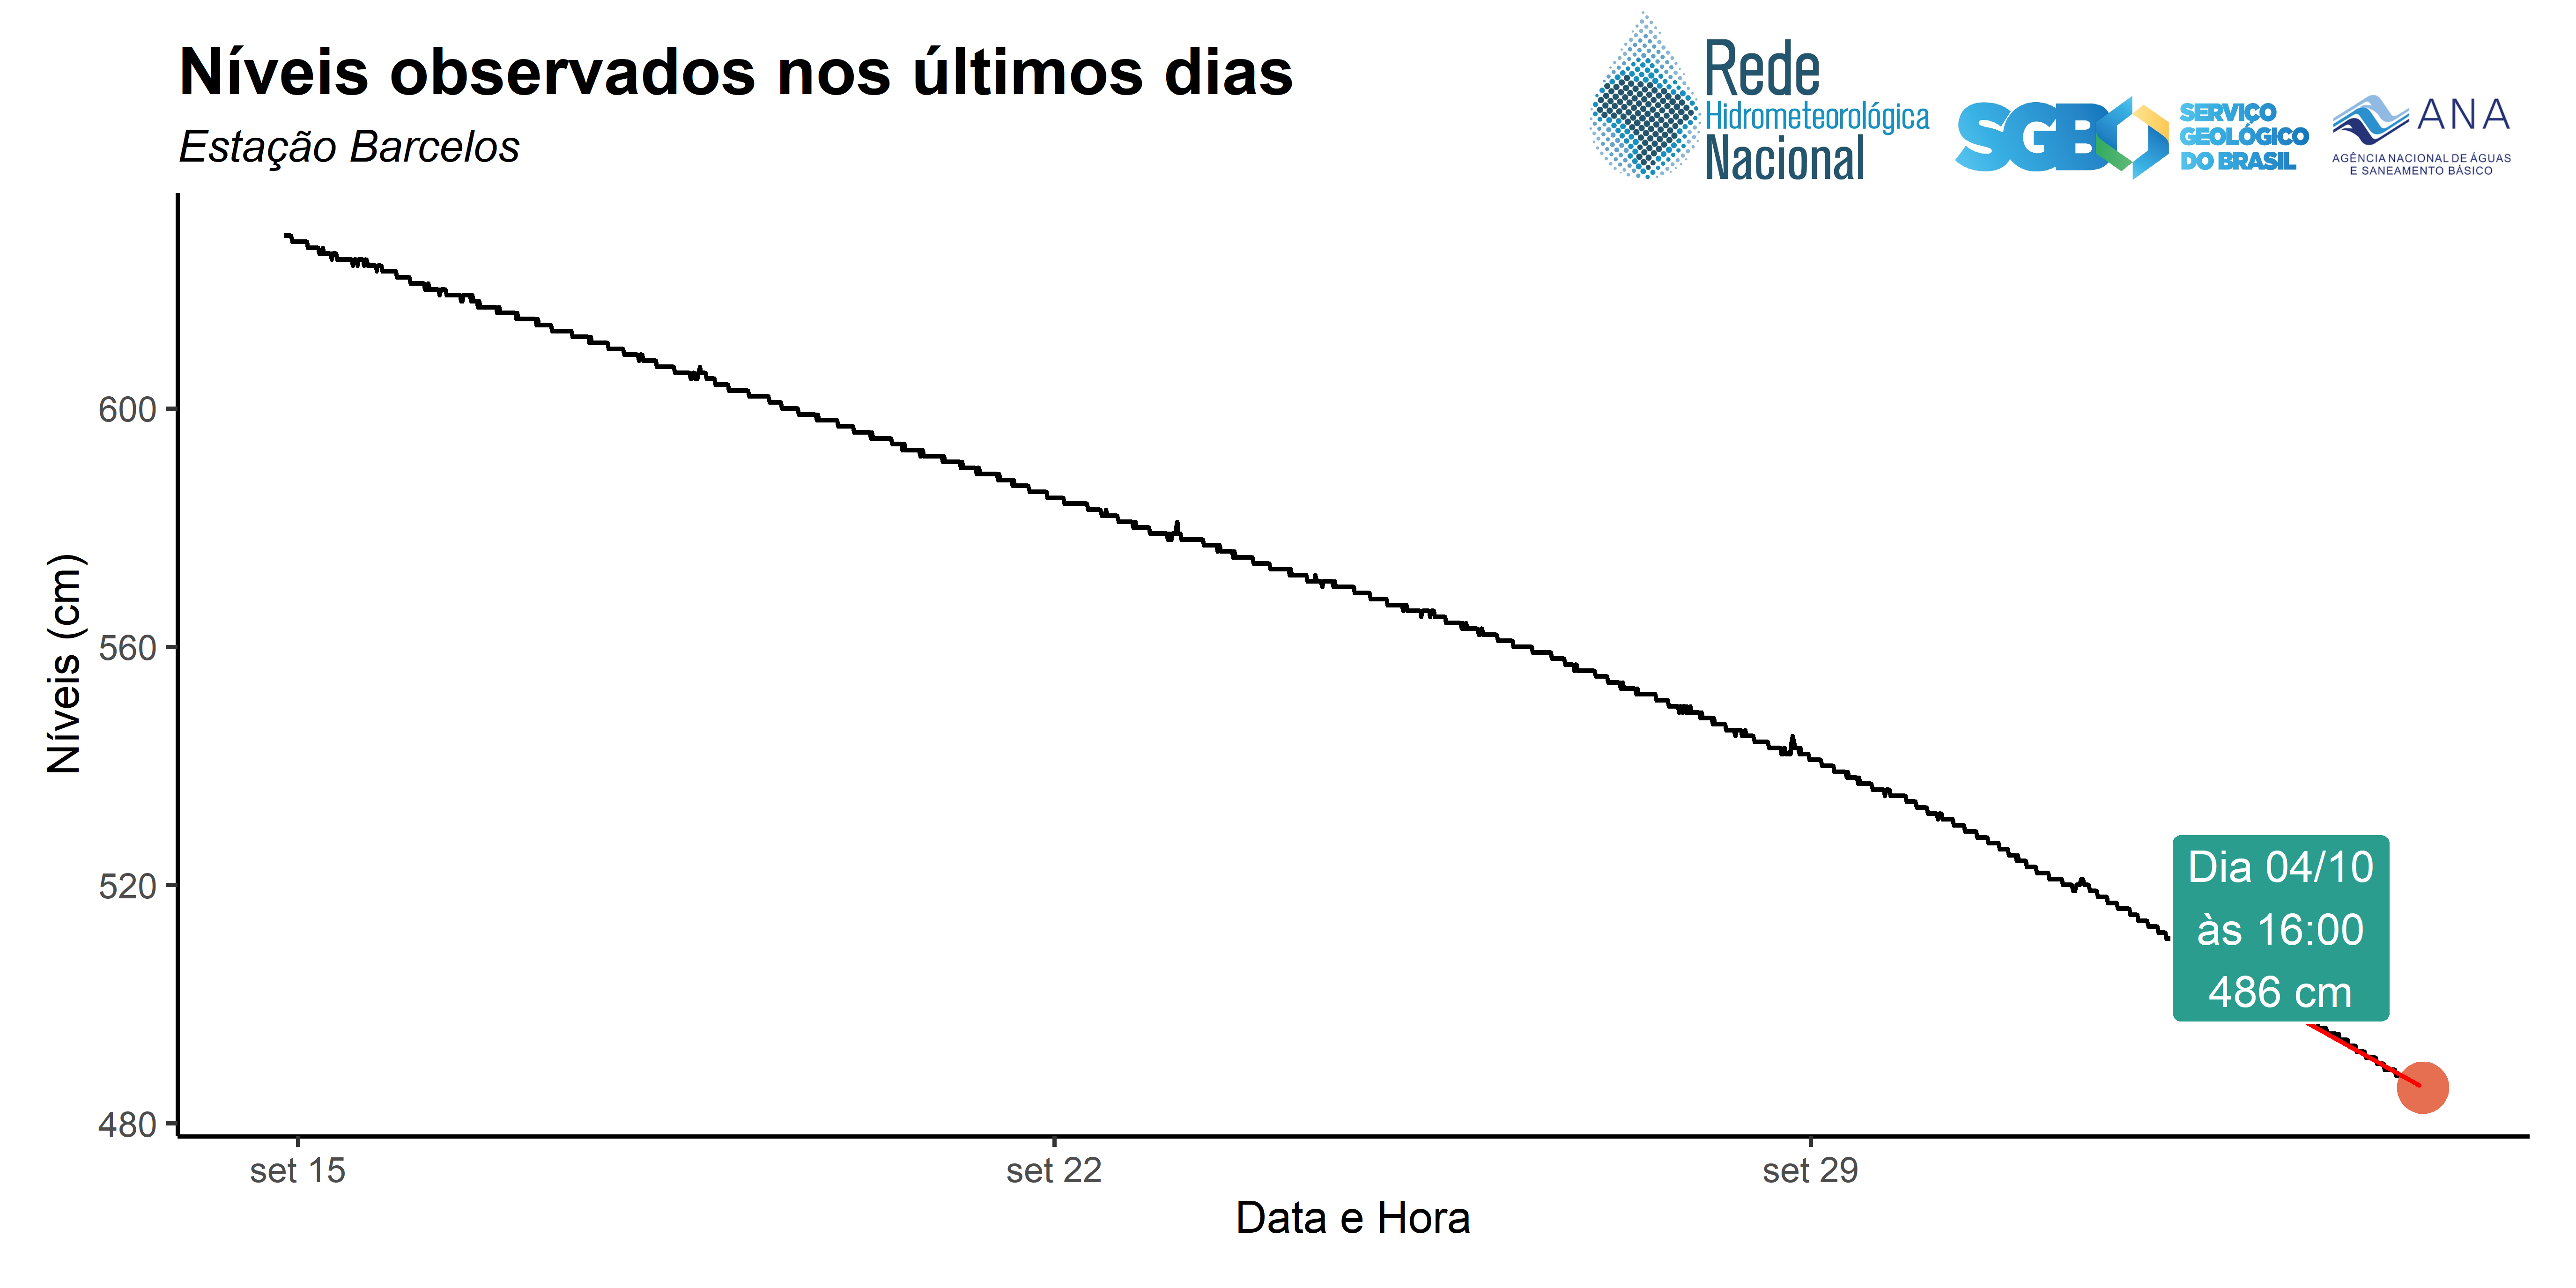 Níveis observados nos últimos dias
Estação Barcelos
Rede
Hidrometeorológica
Nacional
SGB
SERVIÇO
GEOLÓGICO
DO BRASIL
ANA
AGÊNCIA NACIONAL DE ÁGUAS
E SANEAMENTO BÁSICO
Níveis (cm)
600
560
520
480
Dia 04/10
às 16:00
486 cm
set 15
set 22
set 29
Data e Hora